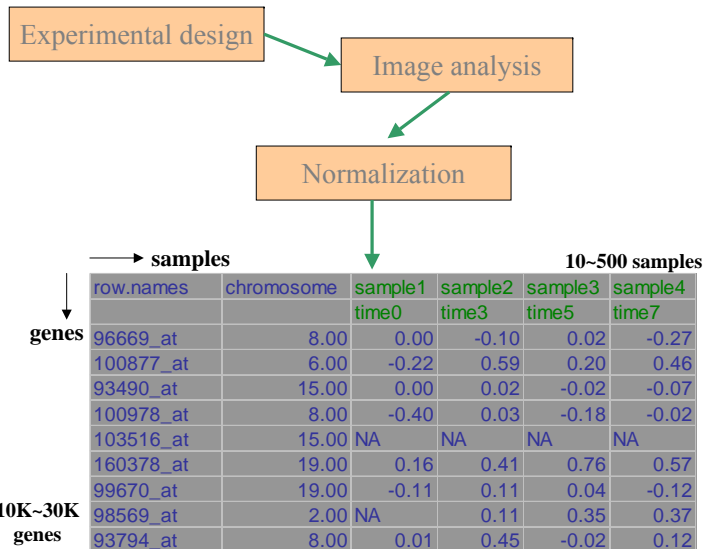 Experimental design
Image analysis
Normalization
samples
10~500 samples
genes
row.names chromosome sample1 sample2 sample3 sample4
time0 time3 time5 time7
96669_at 8.00 0.00 -0.10 0.02 -0.27
100877_at 6.00 -0.22 0.59 0.20 0.46
93490_at 15.00 0.00 0.02 -0.02 -0.07
100978_at 8.00 -0.40 0.03 -0.18 -0.02
103516_at 15.00 NA NA NA NA
160378_at 19.00 0.16 0.41 0.76 0.57
99670_at 19.00 -0.11 0.11 0.04 -0.12
98569_at 2.00 NA 0.11 0.35 0.37
93794_at 8.00 0.01 0.45 -0.02 0.12
10K~30K
genes